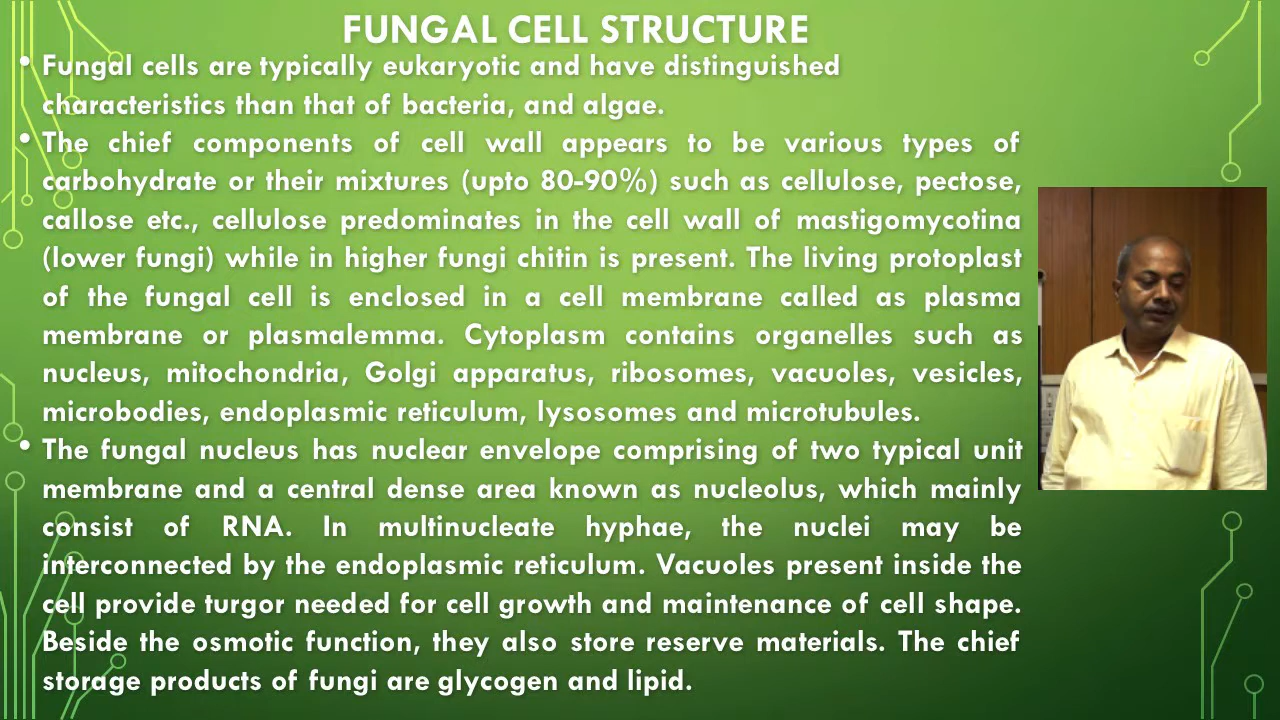 FUNGAL CELL STRUCTURE
• Fungal cells are typically eukaryotic and have distinguished
characteristics than that of bacteria, and algae.
• The chief components of cell wall appears to be various types of
carbohydrate or their mixtures (upto 80-90%) such as cellulose, pectose,
callose etc., cellulose predominates in the cell wall of mastigomycotina
(lower fungi) while in higher fungi chitin is present. The living protoplast
of the fungal cell is enclosed in a cell membrane called as plasma
membrane or plasmalemma. Cytoplasm contains organelles such as
nucleus, mitochondria, Golgi apparatus, ribosomes, vacuoles, vesicles,
microbodies, endoplasmic reticulum, lysosomes and microtubules.
• The fungal nucleus has nuclear envelope comprising of two typical unit
membrane and a central dense area known as nucleolus, which mainly
consist of RNA. In multinucleate hyphae, the nuclei may be
interconnected by the endoplasmic reticulum. Vacuoles present inside the
cell provide turgor needed for cell growth and maintenance of cell shape.
Beside the osmotic function, they also store reserve materials. The chief
storage products of fungi are glycogen and lipid.